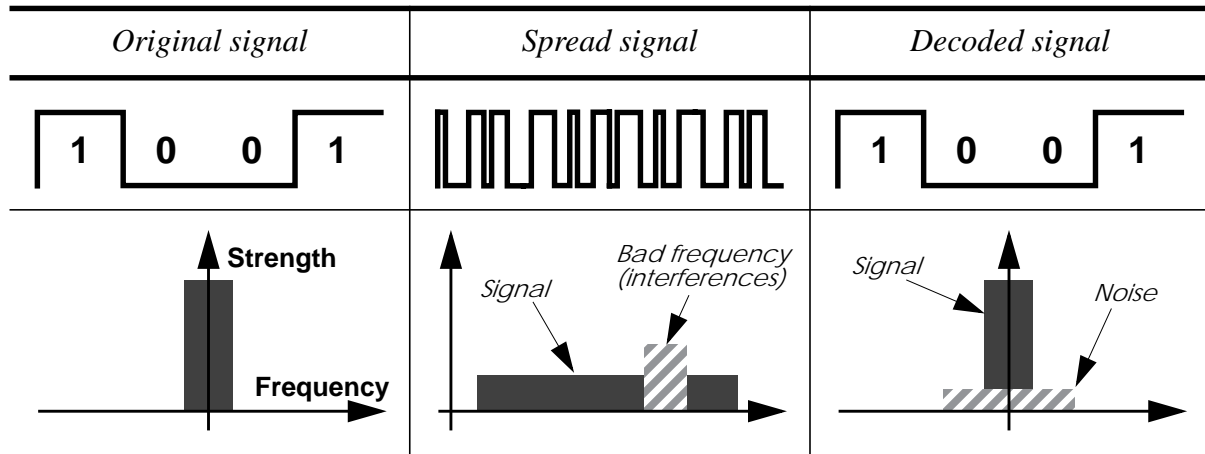 Original signal
Spread signal
Decoded signal
1 0 0 1
1 0 0 1
Strength
Frequency
Signal
Bad frequency
(interferences)
Signal
Noise